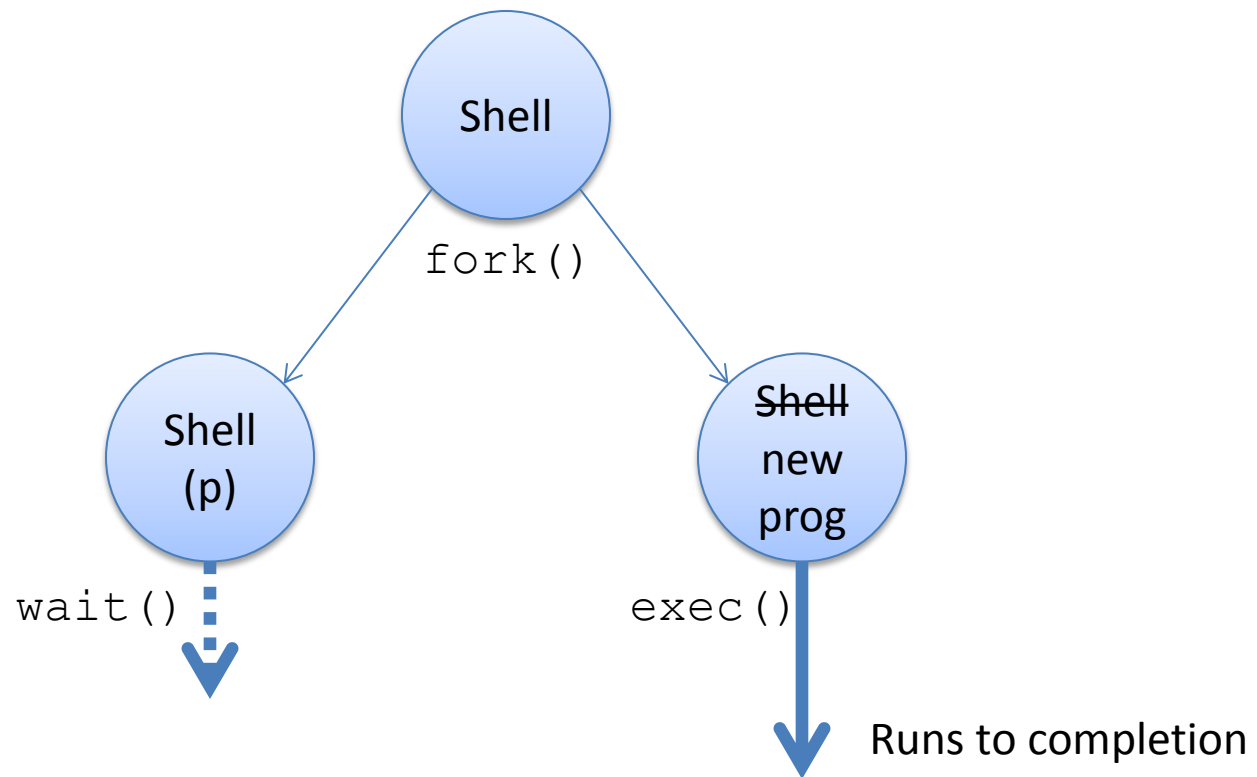 Shell
fork()
Shell
(p)
Shell
new
prog
wait()
exec()
Runs to completion